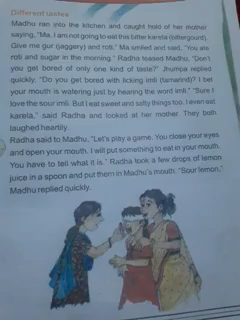 Different tastes
Madhu ran into the kitchen and caught hold of her mother
saying, "Ma, I am not going to eat this bitter karela (bitterguord).
Give me gur (jaggery) and roti." Ma smiled and said, "You ate
roti and sugar in the morning." Radha teased Madhu, "Don't
you get bored of only one kind of taste?" Jhumpa replied
quickly, "Do you get bored with licking imli (tamarind)? I bet
your mouth is watering just by hearing the word imli." "Sure I
love the sour imli. But I eat sweet and salty things too. I even eat
karela," said Radha and looked at her mother. They both
laughed heartily.
Radha said to Madhu, "Let's play a game. You close your eyes
and open your mouth. I will put something to eat in your mouth.
You have to tell what it is." Radha took a few drops of lemon
juice in a spoon and put them in Madhu's mouth. "Sour lemon,"
Madhu replied quickly.